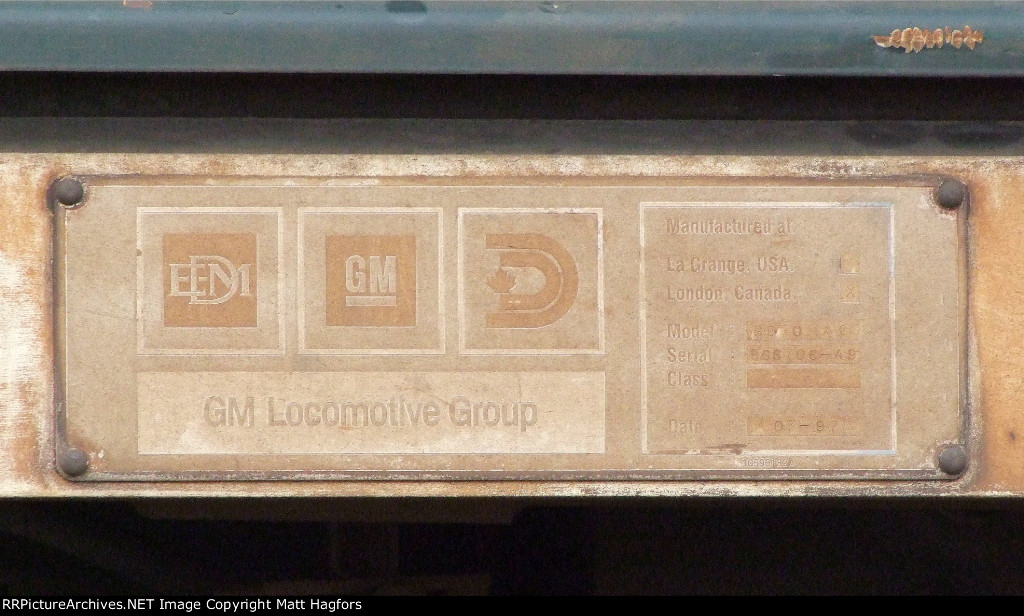 EMD
GM
Manufactured at
La Grange, USA.
London, Canada.
Model :
Serial :
Class :
GM Locomotive Group
Date :
RRPictureArchives.NET Image Copyright Matt Hagfors